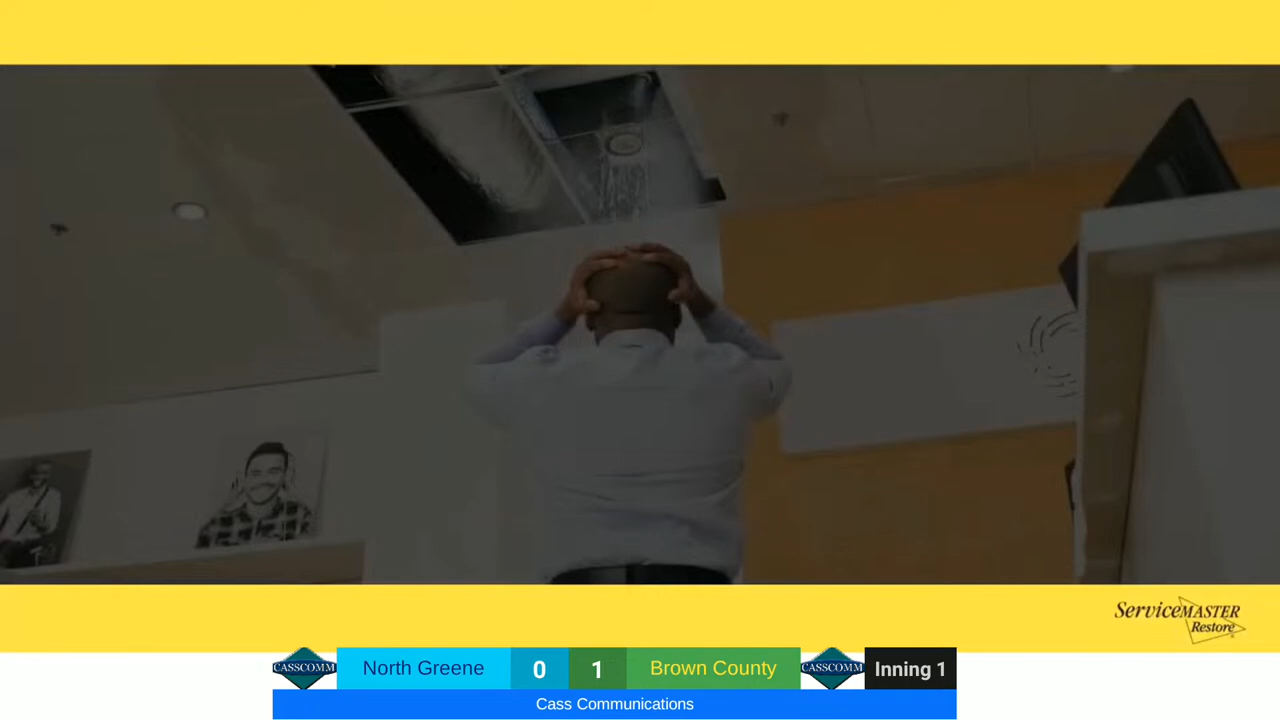 ServiceMASTER
Restore
CASSCOMM North Greene 0 1 Brown County CASSCOMM Inning 1
Cass Communications